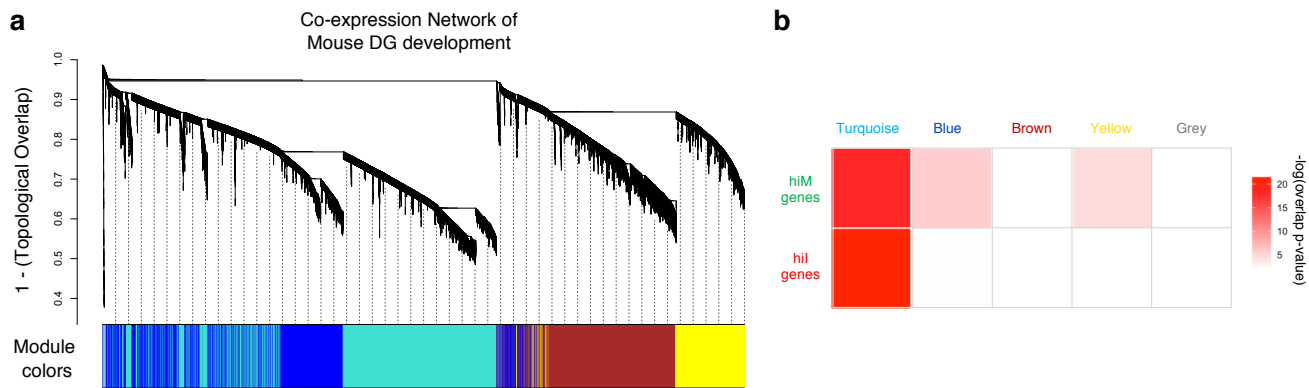 a
Co-expression Network of
Mouse DG development
1 - (Topological Overlap)
1.0
0.9
0.8
0.7
0.6
0.5
0.4
Module
colors
b
Turquoise Blue Brown Yellow Grey
hiM
genes
hiI
genes
-log(overlap p-value)
20
15
10
5